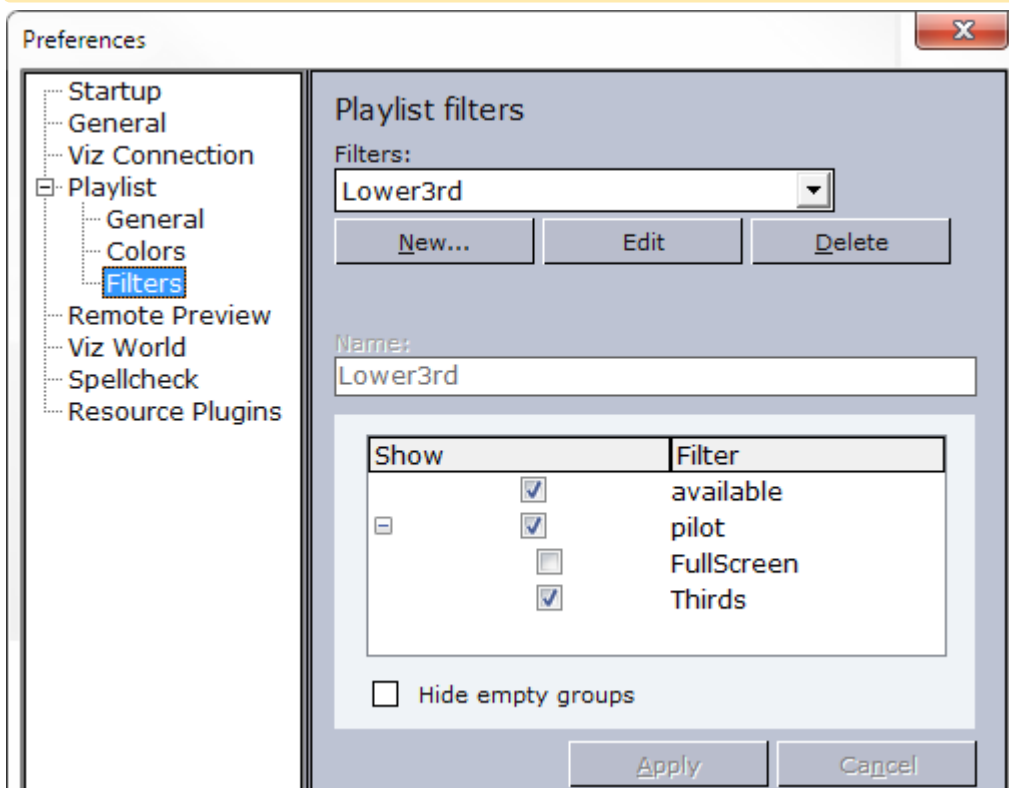 Preferences
Startup
General
Viz Connection
Playlist
General
Colors
Filters
Remote Preview
Viz World
Spellcheck
Resource Plugins
Playlist filters
Filters:
Lower3rd
New... Edit Delete
Name:
Lower3rd
Show Filter
available
pilot
FullScreen
Thirds
Hide empty groups
Apply Cancel